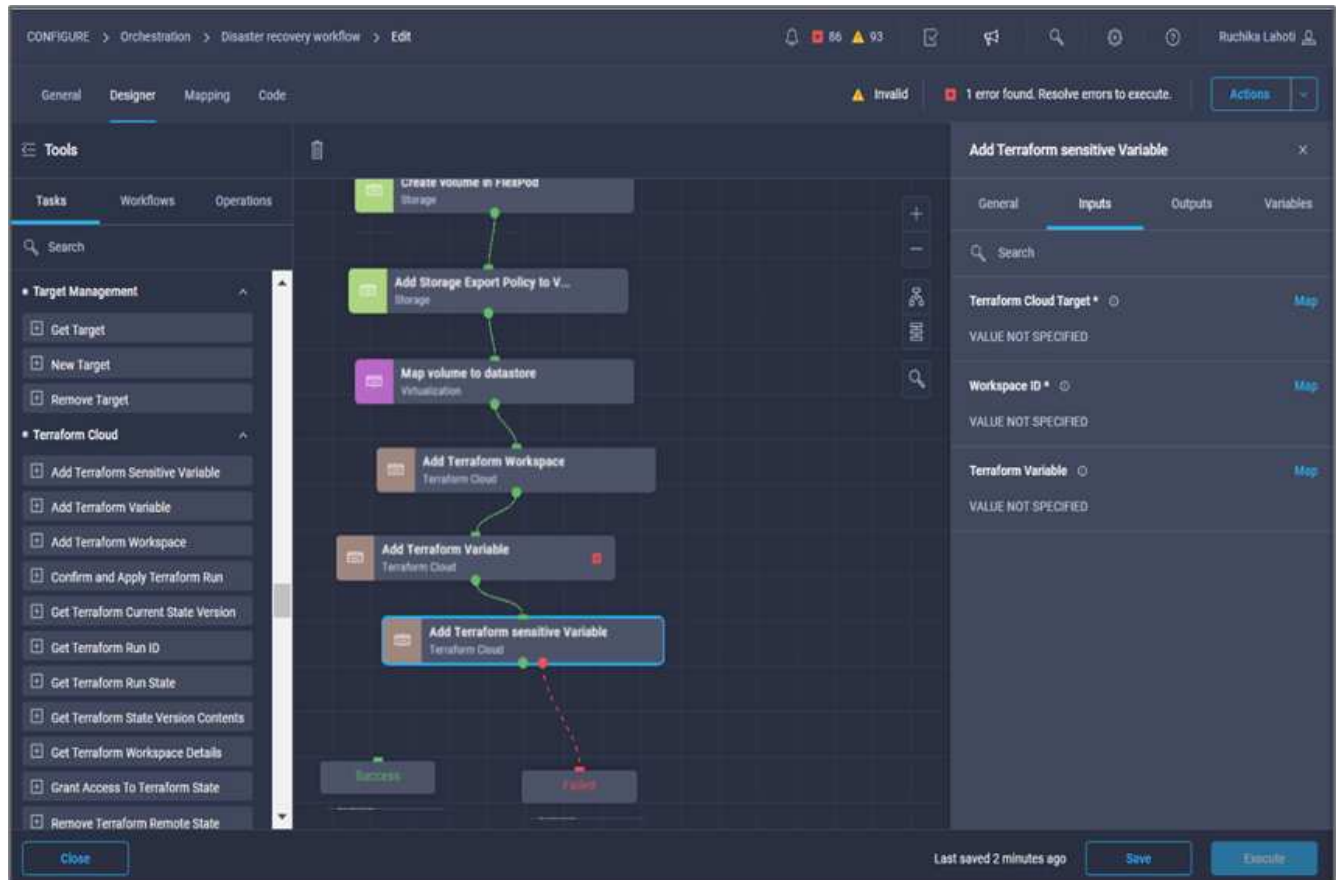 CONFIGURE > Orchestration > Disaster recovery workflow > Edit
86 93
Ruchika Lahoti
General Designer Mapping Code
Invalid
1 error found. Resolve errors to execute.
Actions
Tools
Tasks Workflows Operations
Search
Target Management
Get Target
New Target
Remove Target
Terraform Cloud
Add Terraform Sensitive Variable
Add Terraform Variable
Add Terraform Workspace
Confirm and Apply Terraform Run
Get Terraform Current State Version
Get Terraform Run ID
Get Terraform Run State
Get Terraform State Version Contents
Get Terraform Workspace Details
Grant Access To Terraform State
Remove Terraform Remote State
Create volume in FlexPod
Storage
Add Storage Export Policy to V...
Storage
Map volume to datastore
Virtualization
Add Terraform Workspace
Terraform Cloud
Add Terraform Variable
Terraform Cloud
Add Terraform sensitive Variable
Terraform Cloud
Success
Failed
Add Terraform sensitive Variable
General Inputs Outputs Variables
Search
Terraform Cloud Target * Map
VALUE NOT SPECIFIED
Workspace ID * Map
VALUE NOT SPECIFIED
Terraform Variable Map
VALUE NOT SPECIFIED
Close
Last saved 2 minutes ago
Save
Execute